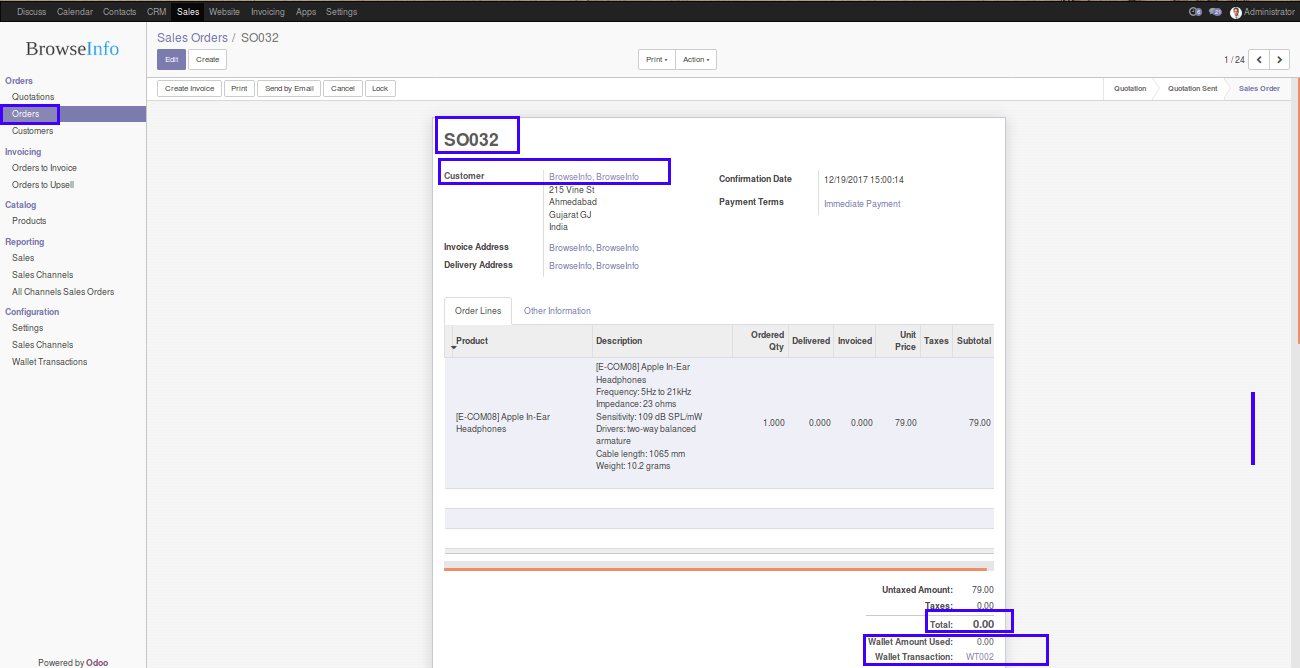 Discuss Calendar Contacts CRM Sales Website Invoicing Apps Settings Administrator
BrowseInfo
Sales Orders / SO032
Edit Create Print Action 1 / 24
Create Invoice Print Send by Email Cancel Lock Quotation Quotation Sent Sales Order
Orders
Quotations
Orders
Customers
Invoicing
Orders to Invoice
Orders to Upsell
Catalog
Products
Reporting
Sales
Sales Channels
All Channels Sales Orders
Configuration
Settings
Sales Channels
Wallet Transactions
Powered by Odoo
SO032
Customer BrowseInfo, BrowseInfo
215 Vine St
Ahmedabad
Gujarat GJ
India
Confirmation Date 12/19/2017 15:00:14
Payment Terms Immediate Payment
Invoice Address BrowseInfo, BrowseInfo
Delivery Address BrowseInfo, BrowseInfo
Order Lines Other Information
Product Description Ordered Qty Delivered Invoiced Unit Price Taxes Subtotal
[E-COM08] Apple In-Ear
Headphones
[E-COM08] Apple In-Ear
Headphones
Frequency: 5Hz to 21kHz
Impedance: 23 ohms
Sensitivity: 109 dB SPL/mW
Drivers: two-way balanced
armature
Cable length: 1065 mm
Weight: 10.2 grams
1.000 0.000 0.000 79.00 79.00
Untaxed Amount: 79.00
Taxes: 0.00
Total: 0.00
Wallet Amount Used: 0.00
Wallet Transaction: WT002